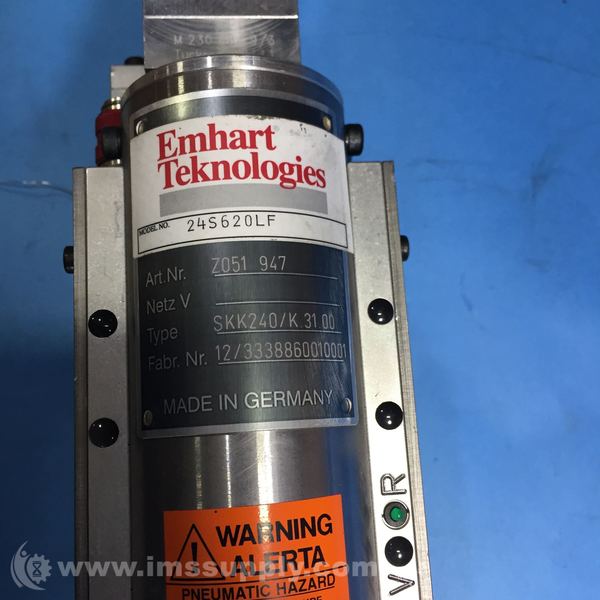 M 230
Emhart
Teknologies
MODEL NO. 24S620LF
Art.Nr. Z051 947
Netz V
Type SKK240/K.31.00
Fabr. Nr. 12/3338860010001
MADE IN GERMANY
V O R
WARNING
ALERTA
PNEUMATIC HAZARD
www.imssupply.com